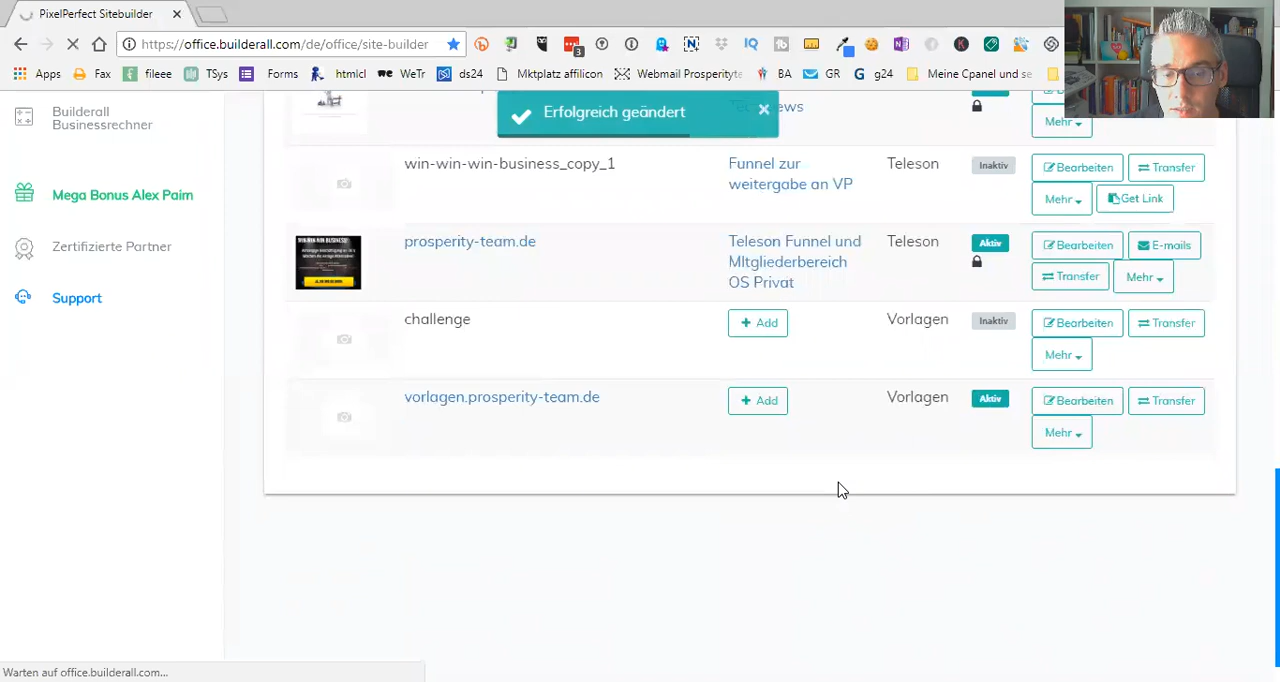 PixelPerfect Sitebuilder
https://office.builderall.com/de/office/site-builder
3
IQ
Apps
Fax
fileee
TSys
Forms
htmlcl
WeTr
ds24
Mktplatz affilicon
Webmail Prosperityte
BA
GR
g24
Meine Cpanel und se
Builderall
Businessrechner
Erfolgreich geändert
Mehr
win-win-win-business_copy_1
Funnel zur
weitergabe an VP
Teleson
Inaktiv
Bearbeiten
Transfer
Mehr
Get Link
Mega Bonus Alex Paim
Zertifizierte Partner
Support
prosperity-team.de
Teleson Funnel und
MItgliederbereich
OS Privat
Teleson
Aktiv
Bearbeiten
E-mails
Transfer
Mehr
challenge
Add
Vorlagen
Inaktiv
Bearbeiten
Transfer
Mehr
vorlagen.prosperity-team.de
Add
Vorlagen
Aktiv
Bearbeiten
Transfer
Mehr
Warten auf office.builderall.com...